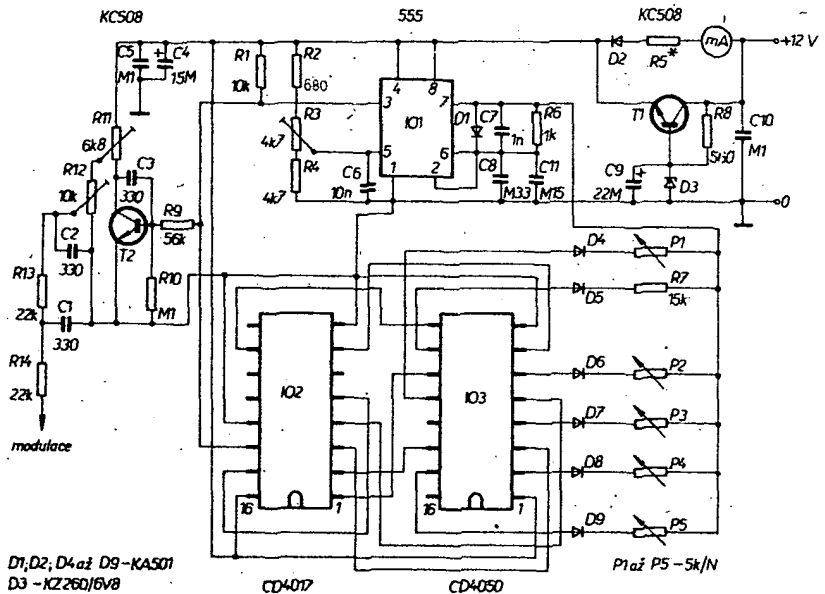 KC508
555
KC508
C5
M1
C4
15M
R1
10k
R2
680
R3
4k7
R4
4k7
C6
10n
4
8
3
7
IO1
5
6
1
2
D1
C7
1n
R6
1k
C8
M33
C11
M15
D2
R5*
mA
+12 V
T1
R8
560
C10
M1
C9
22M
D3
0
R11
6k8
R12
10k
C3
330
T2
R9
56k
C2
330
R10
M1
R13
22k
C1
330
R14
22k
modulace
IO2
16
1
IO3
16
1
D4
P1
D5
R7
15k
D6
P2
D7
P3
D8
P4
D9
P5
D1; D2; D4 až D9 - KA501
D3 - KZ260/6V8
CD4017
CD4050
P1 až P5 - 5k/N